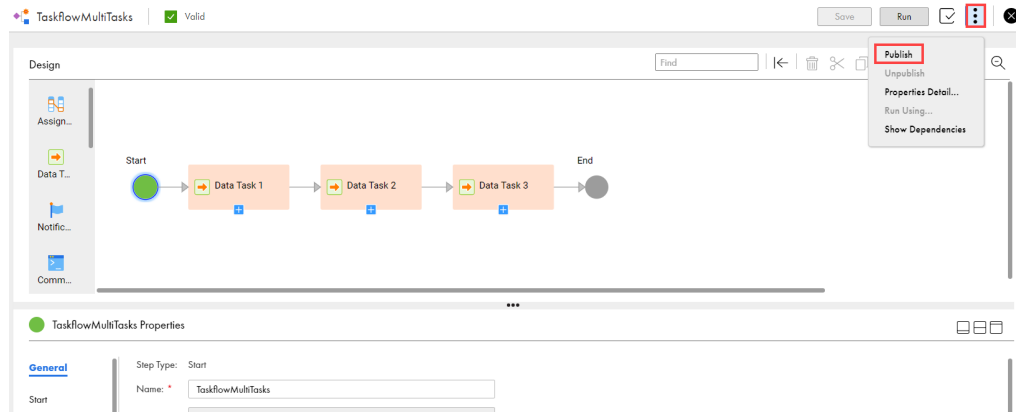 TaskflowMultiTasks
Valid
Save
Run
Design
Find
Publish
Unpublish
Properties Detail...
Run Using...
Show Dependencies
Assign...
Data T...
Notific...
Comm...
Start
Data Task 1
Data Task 2
Data Task 3
End
TaskflowMultiTasks Properties
General
Start
Step Type: Start
Name: * TaskflowMultiTasks